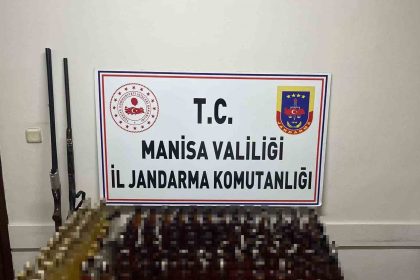 T.C.
MANİSA VALİLİĞİ
İL JANDARMA KOMUTANLIĞI